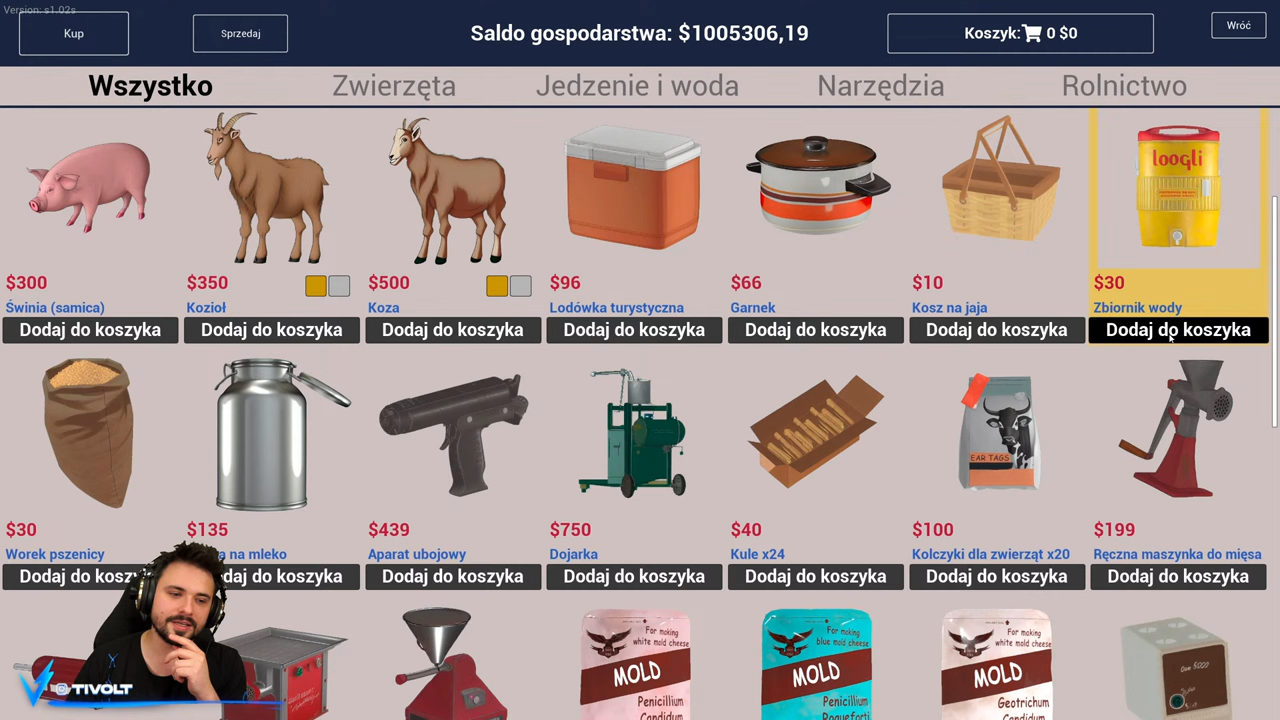 Version: s1.02s
Kup
Sprzedaj
Saldo gospodarstwa: $1005306,19
Koszyk: 0 $0
Wróć
Wszystko
Zwierzęta
Jedzenie i woda
Narzędzia
Rolnictwo
loogli
$300
$350
$500
$96
$66
$10
$30
Świnia (samica)
Kozioł
Koza
Lodówka turystyczna
Garnek
Kosz na jaja
Zbiornik wody
Dodaj do koszyka
Dodaj do koszyka
Dodaj do koszyka
Dodaj do koszyka
Dodaj do koszyka
Dodaj do koszyka
Dodaj do koszyka
EAR TAGS
$30
$135
$439
$750
$40
$100
$199
Worek pszenicy
na mleko
Aparat ubojowy
Dojarka
Kule x24
Kolczyki dla zwierząt x20
Ręczna maszynka do mięsa
Dodaj do koszy
daj do koszyka
Dodaj do koszyka
Dodaj do koszyka
Dodaj do koszyka
Dodaj do koszyka
Dodaj do koszyka
For making
white mold cheese
MOLD
Penicillium
Candidum
For making
blue mold cheese
MOLD
Penicillium
Roqueforti
For making
white mold cheese
MOLD
Geotrichum
Candidum
TIVOLT